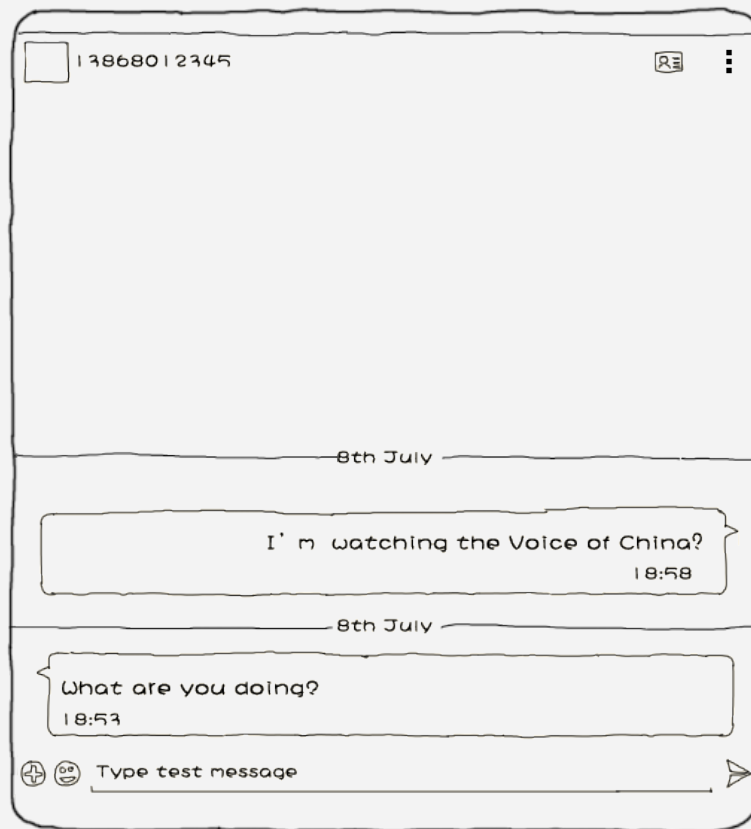 13868012345
8th July
I'm watching the Voice of China?
18:58
8th July
What are you doing?
18:53
Type test message